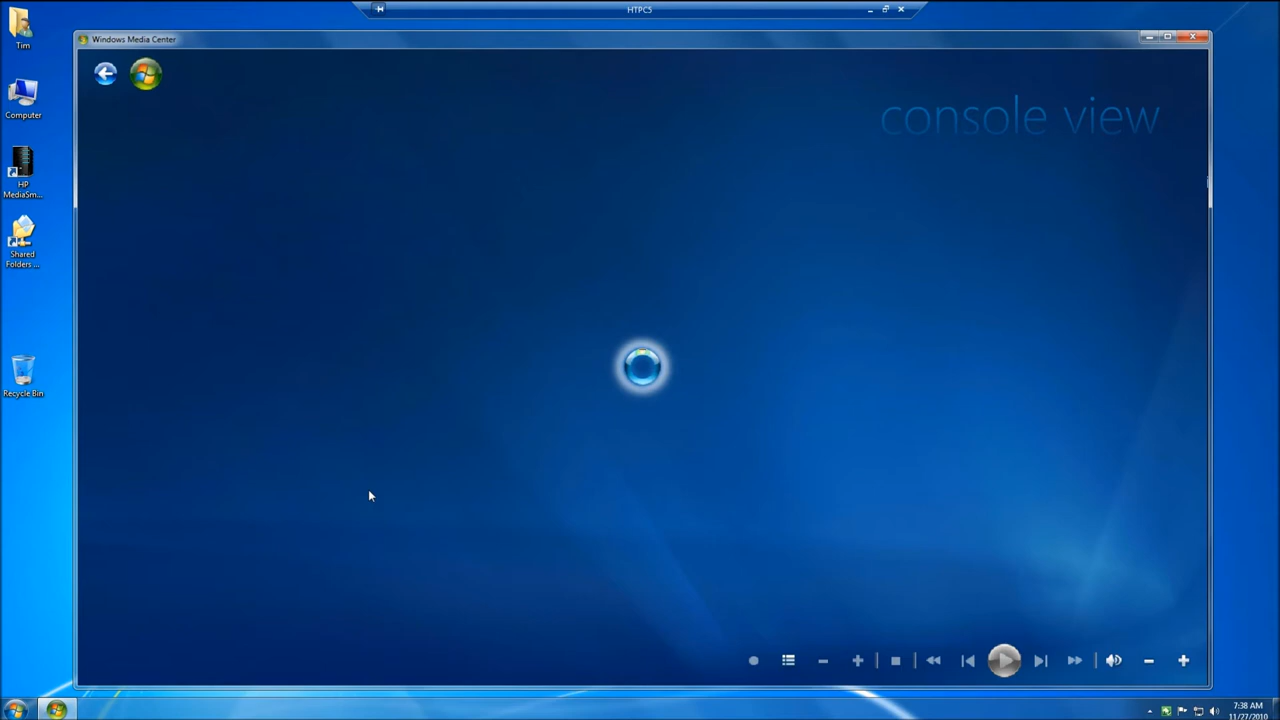 HTPC5
Tim
Windows Media Center
console view
Computer
HP
MediaSm...
Shared
Folders ...
Recycle Bin
7:38 AM
11/27/2010